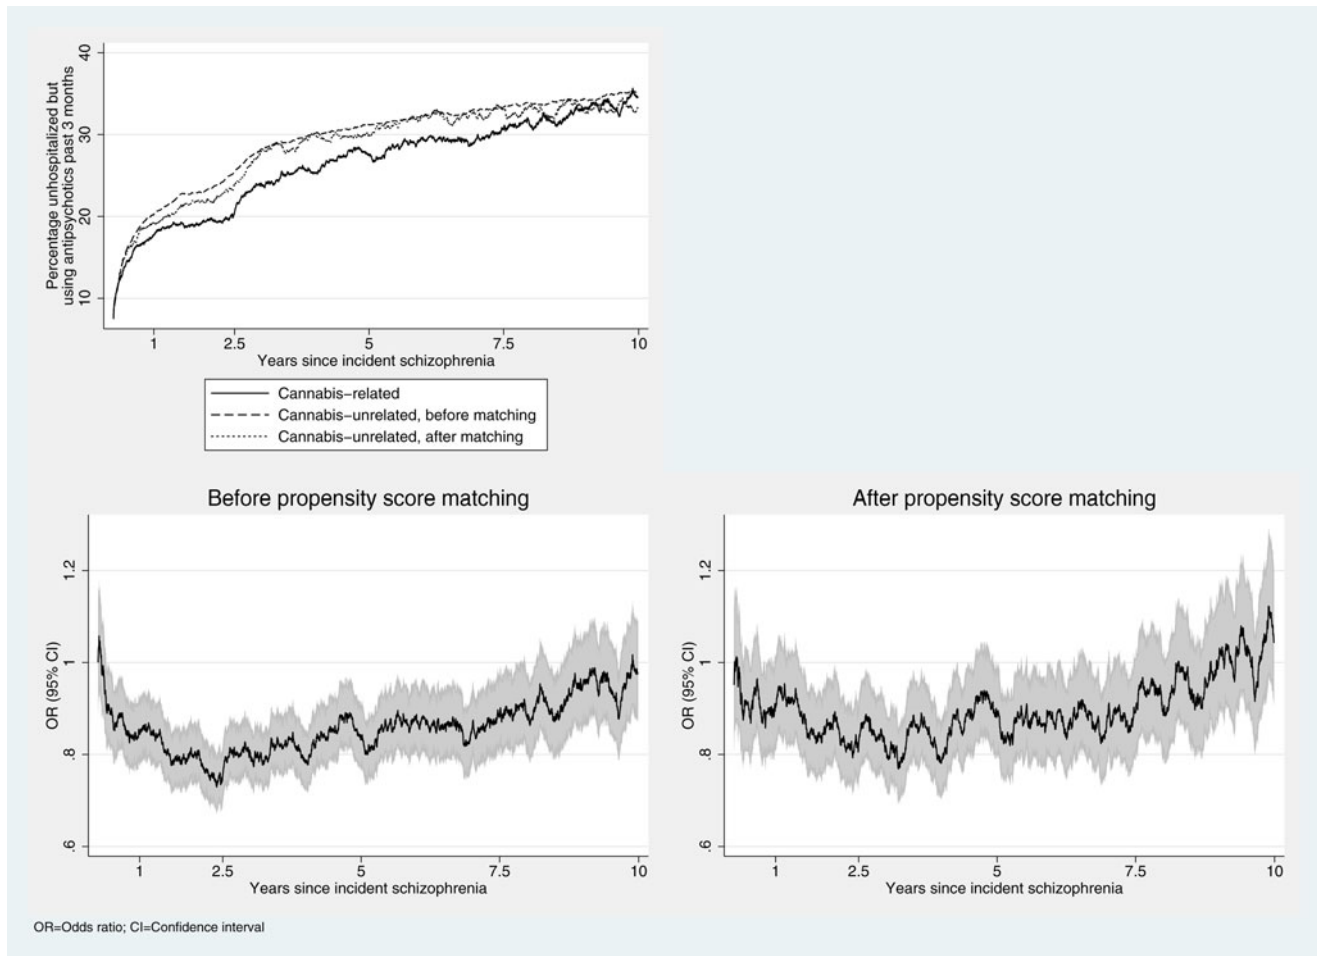 Percentage unhospitalized but
using antipsychotics past 3 months
40
30
20
10
1 2.5 5 7.5 10
Years since incident schizophrenia
Cannabis−related
Cannabis−unrelated, before matching
Cannabis−unrelated, after matching
Before propensity score matching
OR (95% CI)
1.2
1
.8
.6
1 2.5 5 7.5 10
Years since incident schizophrenia
After propensity score matching
OR (95% CI)
1.2
1
.8
.6
1 2.5 5 7.5 10
Years since incident schizophrenia
OR=Odds ratio; CI=Confidence interval